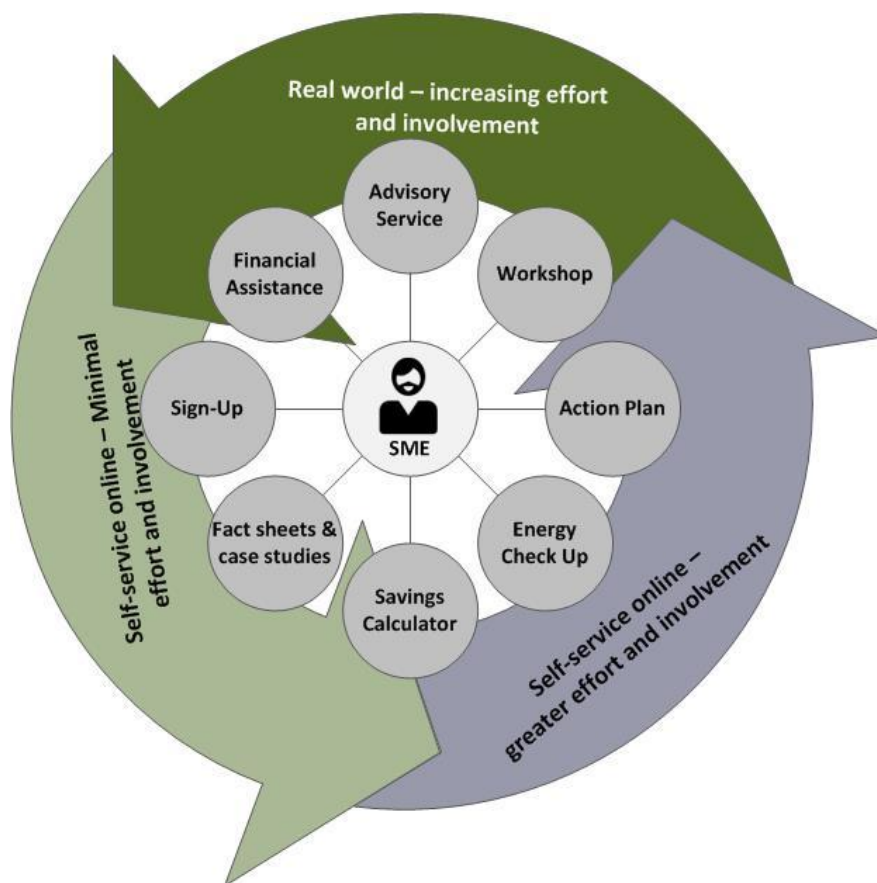 Real world – increasing effort
and involvement
Advisory
Service
Financial
Assistance
Workshop
Sign-Up
SME
Action Plan
Fact sheets &
case studies
Energy
Check Up
Savings
Calculator
Self-service online – Minimal
effort and involvement
Self-service online –
greater effort and involvement